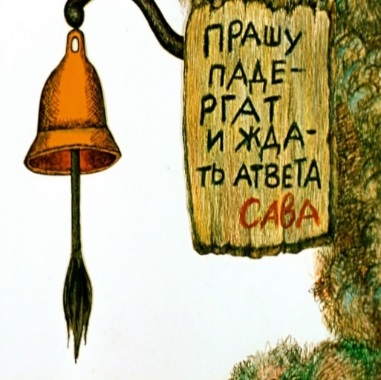 ПРАШУ
ПАДЕ-
РГАТ
И ЖДА-
ТЬ АТВЕТА
САВА